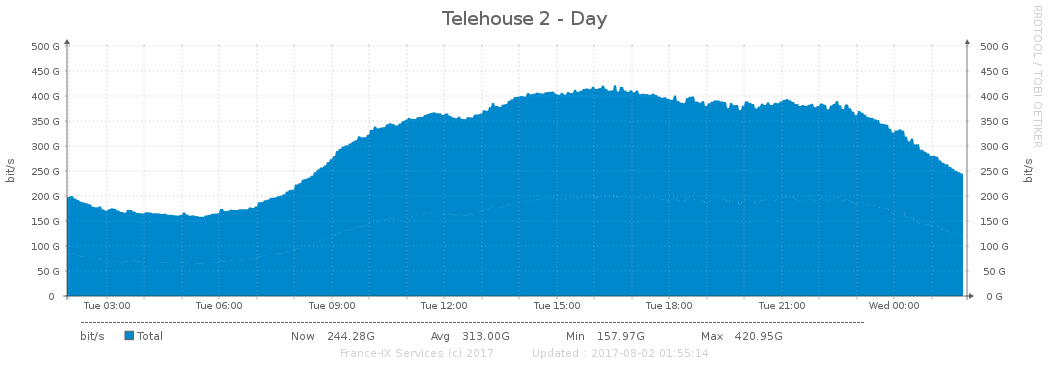 Telehouse 2 - Day
RRDTOOL / TOBI OETIKER
bit/s
500 G 500 G
450 G 450 G
400 G 400 G
350 G 350 G
300 G 300 G
250 G 250 G
200 G 200 G
150 G 150 G
100 G 100 G
50 G 50 G
0 0 G
bit/s
Tue 03:00 Tue 06:00 Tue 09:00 Tue 12:00 Tue 15:00 Tue 18:00 Tue 21:00 Wed 00:00
bit/s Total Now 244.28G Avg 313.00G Min 157.97G Max 420.95G
France-IX Services (c) 2017 Updated : 2017-08-02 01:55:14